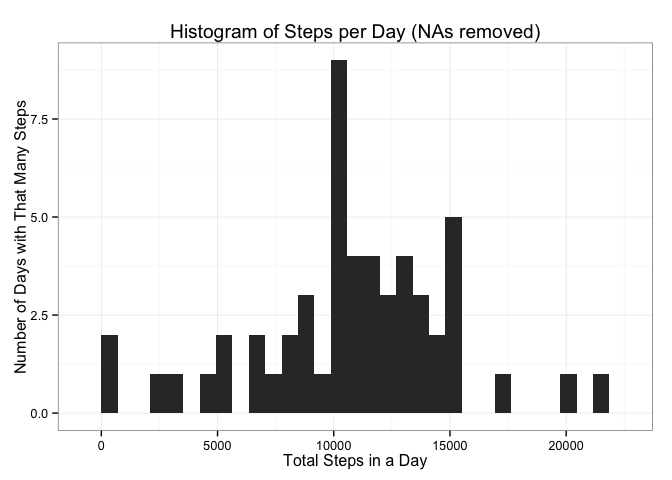 Histogram of Steps per Day (NAs removed)
Number of Days with That Many Steps
7.5
5.0
2.5
0.0
0 5000 10000 15000 20000
Total Steps in a Day